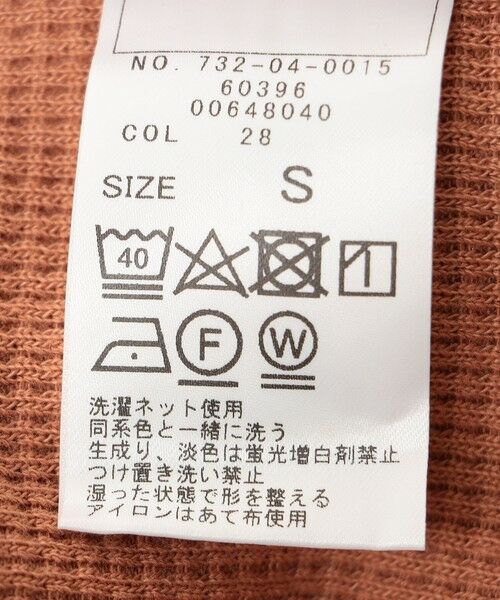 NO. 732-04-0015
60396
00648040
COL 28
SIZE S
40
F W
洗濯ネット使用
同系色と一緒に洗う
生成り、淡色は蛍光増白剤禁止
つけ置き洗い禁止
湿った状態で形を整える
アイロンはあて布使用